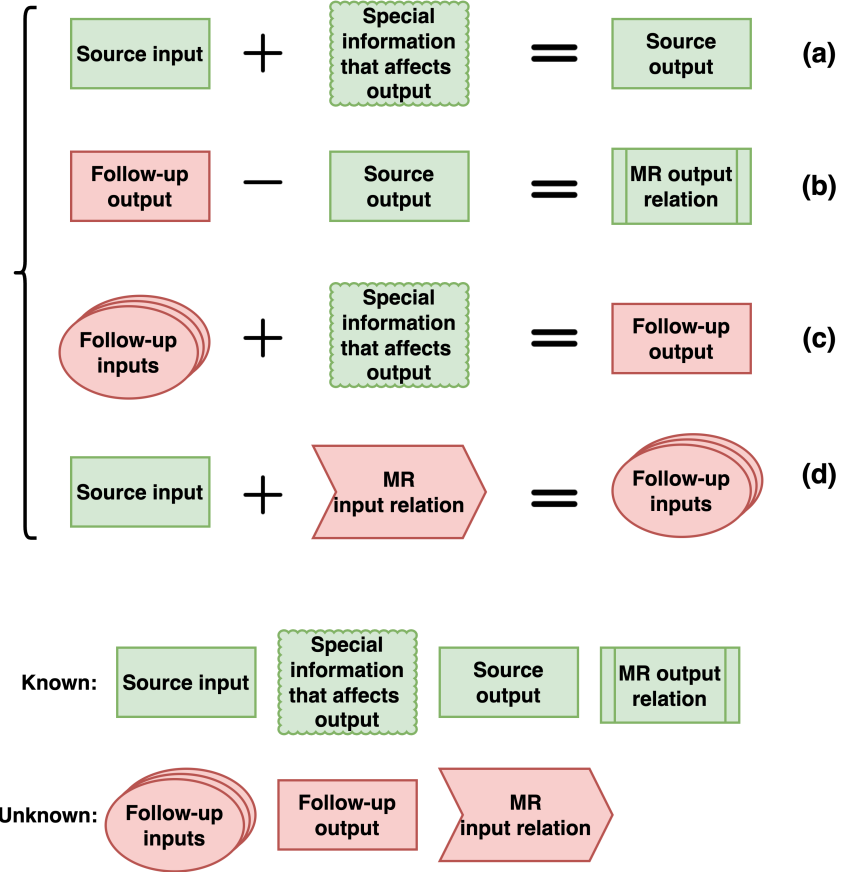 Source input
+
Special
information
that affects
output
=
Source
output
(a)
Follow-up
output
−
Source
output
=
MR output
relation
(b)
Follow-up
inputs
+
Special
information
that affects
output
=
Follow-up
output
(c)
Source input
+
MR
input relation
=
Follow-up
inputs
(d)
Known:
Source input
Special
information
that affects
output
Source
output
MR output
relation
Unknown:
Follow-up
inputs
Follow-up
output
MR
input relation